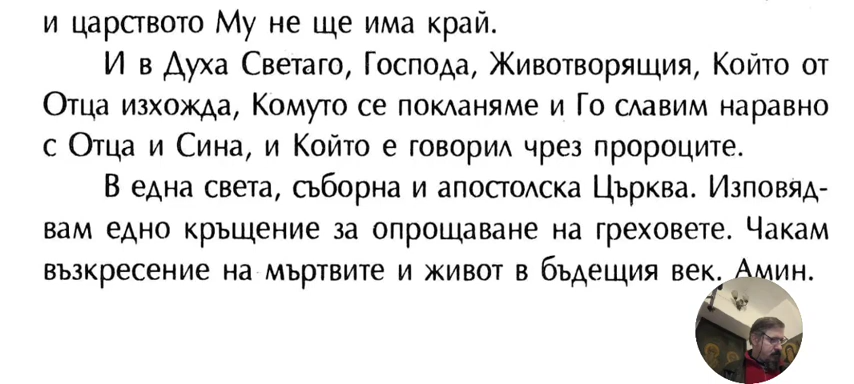 и царството Му не ще има край.
И в Духа Светаго, Господа, Животворящия, Който от
Отца изхожда, Комуто се покланяме и Го славим наравно
с Отца и Сина, и Който е говорил чрез пророците.
В една света, съборна и апостолска Църква. Изповяд-
вам едно кръщение за опрощаване на греховете. Чакам
възкресение на мъртвите и живот в бъдещия век. Амин.